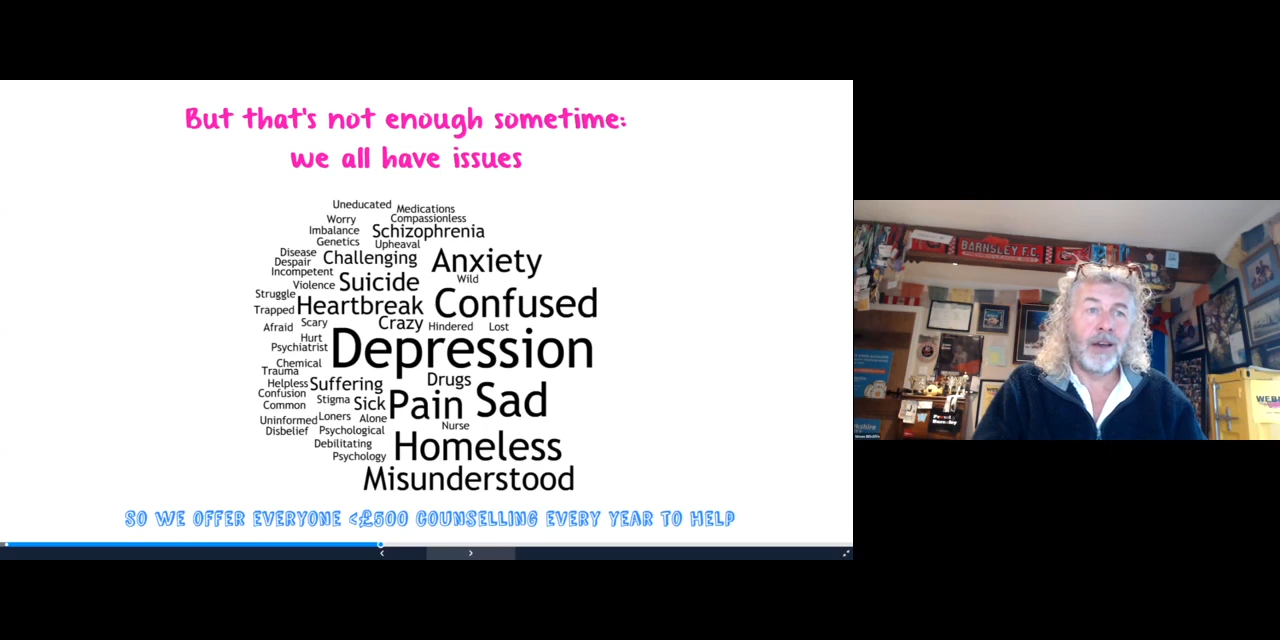 But that's not enough sometime:
we all have issues
Uneducated
Medications
Worry
Compassionless
Imbalance
Schizophrenia
Genetics
Upheaval
Disease
Challenging
Anxiety
Despair
Incompetent
Wild
Violence
Suicide
Struggle
Heartbreak
Confused
Trapped
Afraid
Scary
Crazy
Hindered
Lost
Hurt
Depression
Psychiatrist
Chemical
Trauma
Drugs
Helpless
Suffering
Confusion
Stigma
Sick
Pain
Sad
Common
Uninformed
Loners
Alone
Nurse
Disbelief
Psychological
Debilitating
Homeless
Psychology
Misunderstood
SO WE OFFER EVERYONE <£500 COUNSELLING EVERY YEAR TO HELP
BARNSLEY F.C.